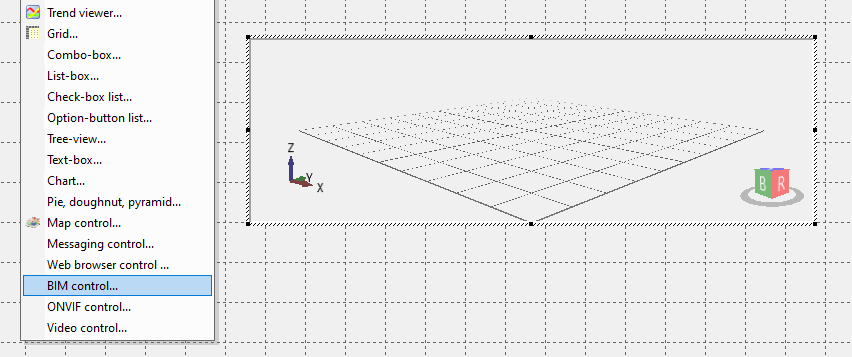 Trend viewer...
Grid...
Combo-box...
List-box...
Check-box list...
Option-button list...
Tree-view...
Text-box...
Chart...
Pie, doughnut, pyramid...
Map control...
Messaging control...
Web browser control ...
BIM control...
ONVIF control...
Video control...
Z
Y
X
B R